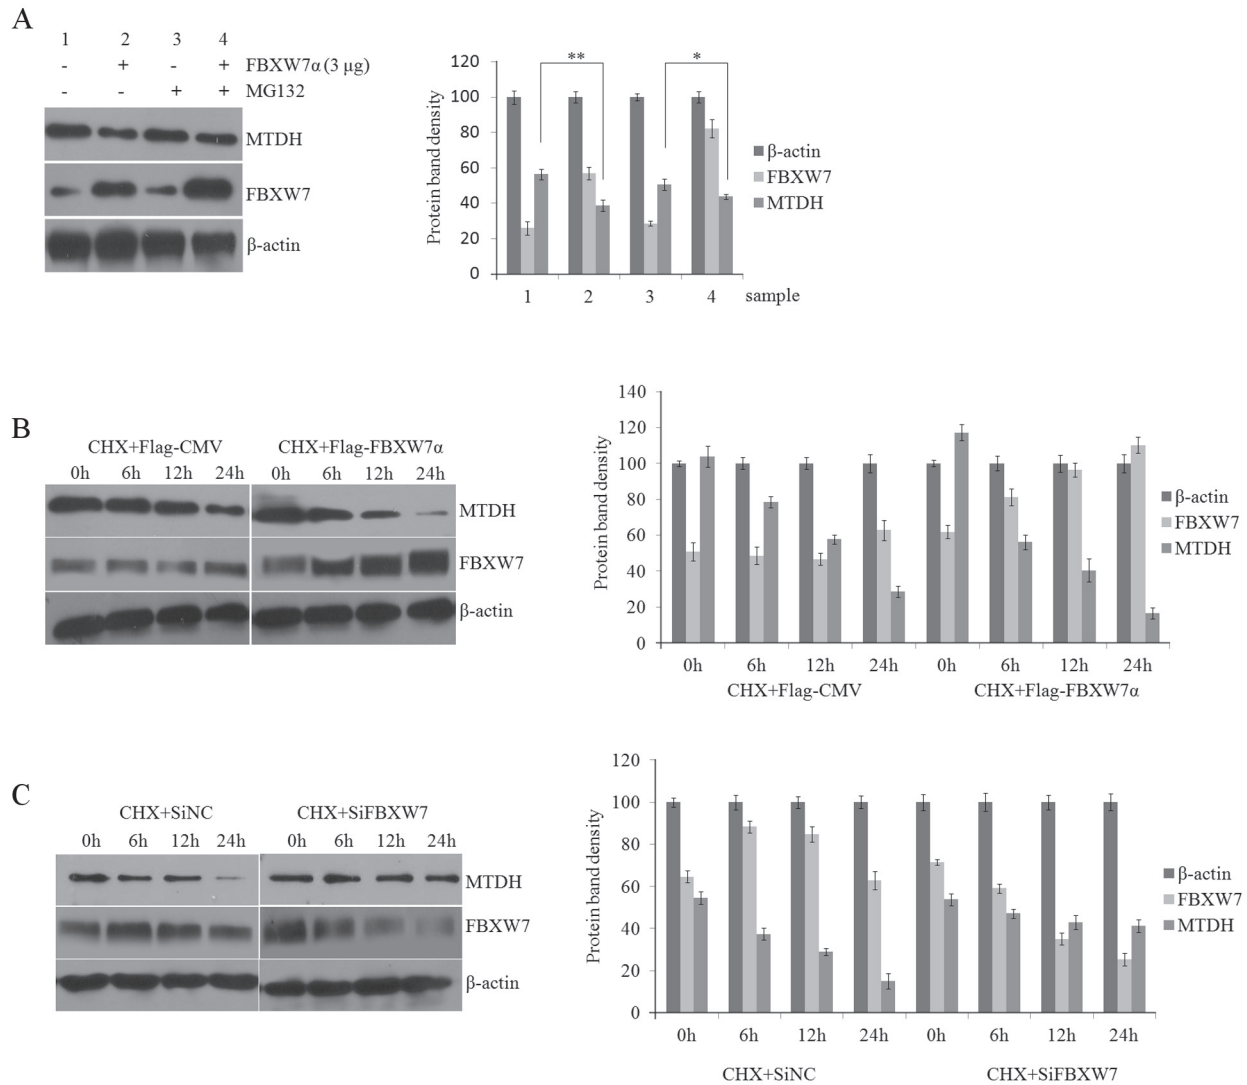 A
1 2 3 4
- + - + FBXW7α (3 µg)
- - + + MG132
MTDH
FBXW7
β-actin
Protein band density
120
100
80
60
40
20
0
** *
1 2 3 4 sample
β-actin
FBXW7
MTDH
B
CHX+Flag-CMV CHX+Flag-FBXW7α
0h 6h 12h 24h 0h 6h 12h 24h
MTDH
FBXW7
β-actin
Protein band density
140
120
100
80
60
40
20
0
0h 6h 12h 24h 0h 6h 12h 24h
CHX+Flag-CMV CHX+Flag-FBXW7α
β-actin
FBXW7
MTDH
C
CHX+SiNC CHX+SiFBXW7
0h 6h 12h 24h 0h 6h 12h 24h
MTDH
FBXW7
β-actin
Protein band density
120
100
80
60
40
20
0
0h 6h 12h 24h 0h 6h 12h 24h
CHX+SiNC CHX+SiFBXW7
β-actin
FBXW7
MTDH